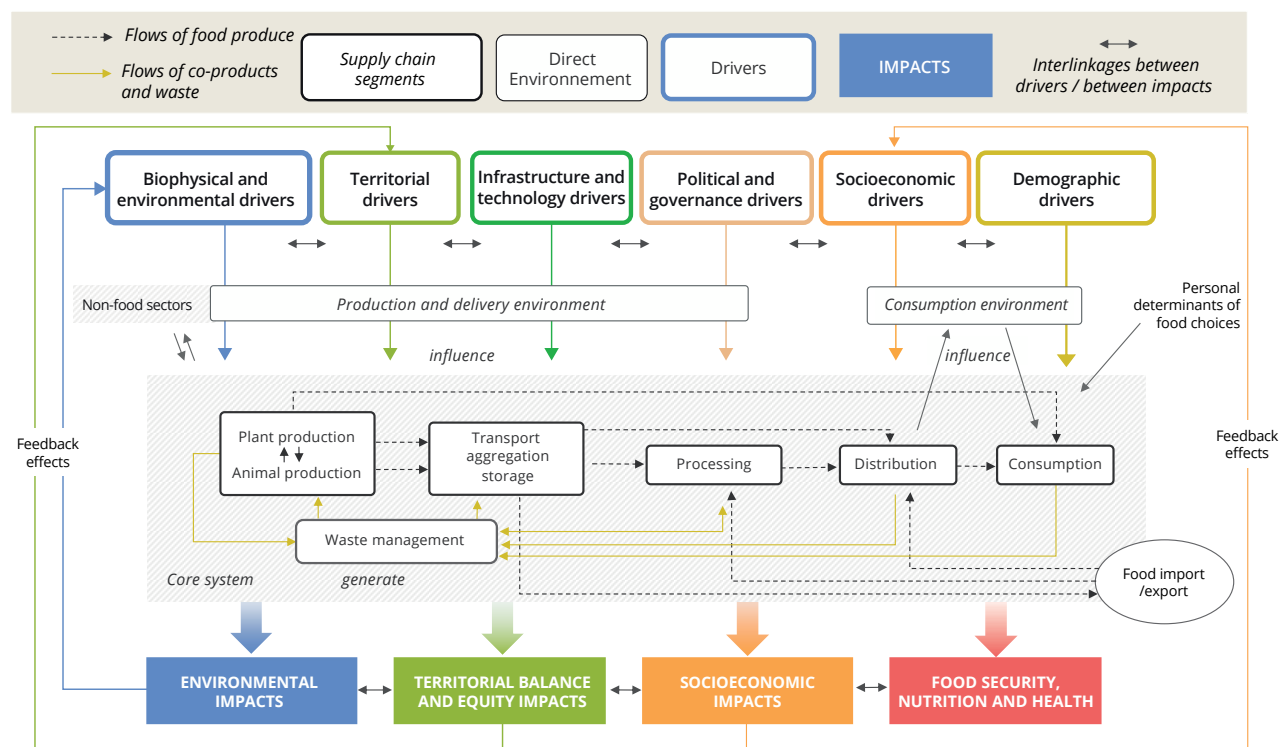 Flows of food produce
Flows of co-products
and waste
Supply chain
segments
Direct
Environnement
Drivers
IMPACTS
Interlinkages between
drivers / between impacts
Biophysical and
environmental drivers
Territorial
drivers
Infrastructure and
technology drivers
Political and
governance drivers
Socioeconomic
drivers
Demographic
drivers
Non-food sectors
Production and delivery environment
Consumption environment
Personal
determinants of
food choices
influence
influence
Feedback
effects
Plant production
Animal production
Transport
aggregation
storage
Processing
Distribution
Consumption
Feedback
effects
Waste management
Core system
generate
Food import
/export
ENVIRONMENTAL
IMPACTS
TERRITORIAL BALANCE
AND EQUITY IMPACTS
SOCIOECONOMIC
IMPACTS
FOOD SECURITY,
NUTRITION AND HEALTH